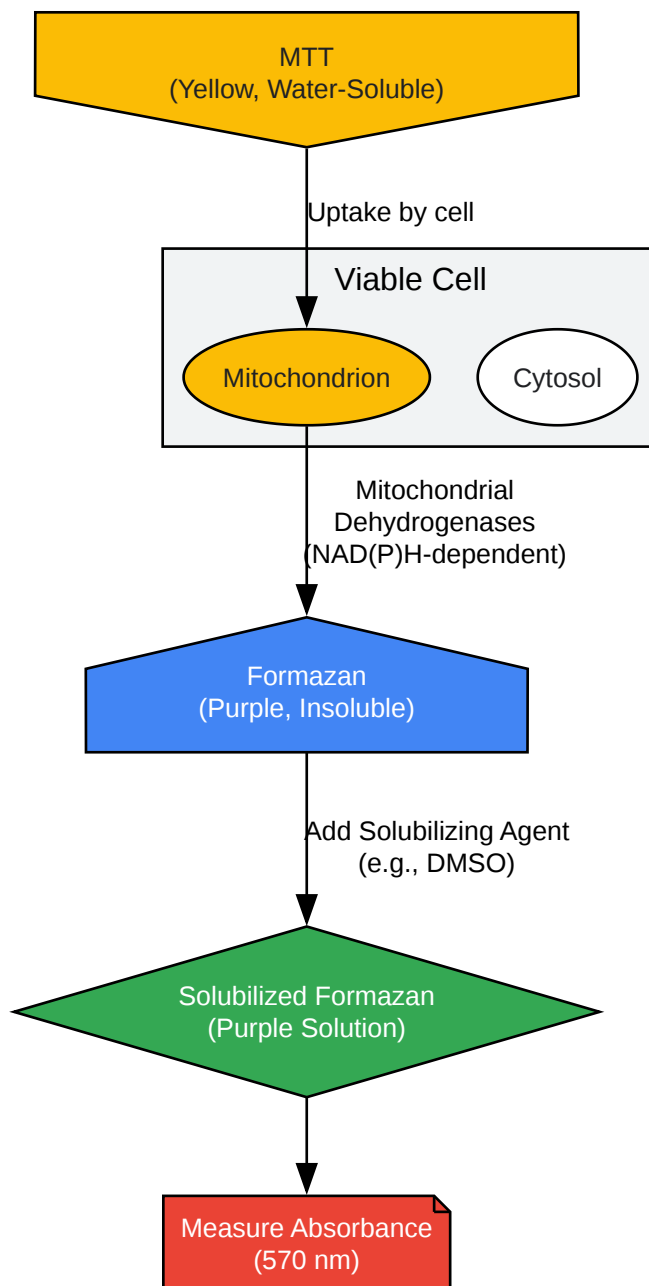 MTT
(Yellow, Water-Soluble)
Uptake by cell
Viable Cell
Mitochondrion
Cytosol
Mitochondrial
Dehydrogenases
(NAD(P)H-dependent)
Formazan
(Purple, Insoluble)
Add Solubilizing Agent
(e.g., DMSO)
Solubilized Formazan
(Purple Solution)
Measure Absorbance
(570 nm)